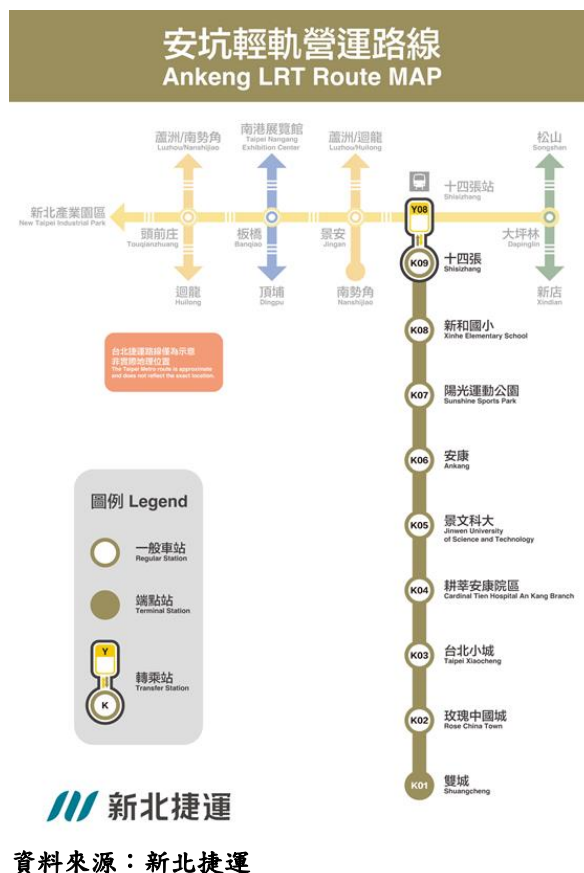 安坑輕軌營運路線
Ankeng LRT Route MAP
蘆洲/南勢角
Luzhou/Nanshijiao
南港展覽館
Taipei Nangang
Exhibition Center
蘆洲/迴龍
Luzhou/Huilong
松山
Songshan
十四張站
Shisizhang
新北產業園區
New Taipei Industrial Park
Y08
頭前庄
Touqianzhuang
板橋
Banqiao
景安
Jingan
大坪林
Dapinglin
K09
十四張
Shisizhang
迴龍
Huilong
頂埔
Dingpu
南勢角
Nanshijiao
新店
Xindian
K08
新和國小
Xinhe Elementary School
台北捷運路線僅為示意
非實際地理位置
The Taipei Metro route is approximate
and does not reflect the exact location.
K07
陽光運動公園
Sunshine Sports Park
K06
安康
Ankang
圖例 Legend
一般車站
Regular Station
端點站
Terminal Station
Y
轉乘站
Transfer Station
K
K05
景文科大
Jinwen University
of Science and Technology
K04
耕莘安康院區
Cardinal Tien Hospital An Kang Branch
K03
台北小城
Taipei Xiaocheng
K02
玫瑰中國城
Rose China Town
K01
雙城
Shuangcheng
新北捷運
資料來源：新北捷運